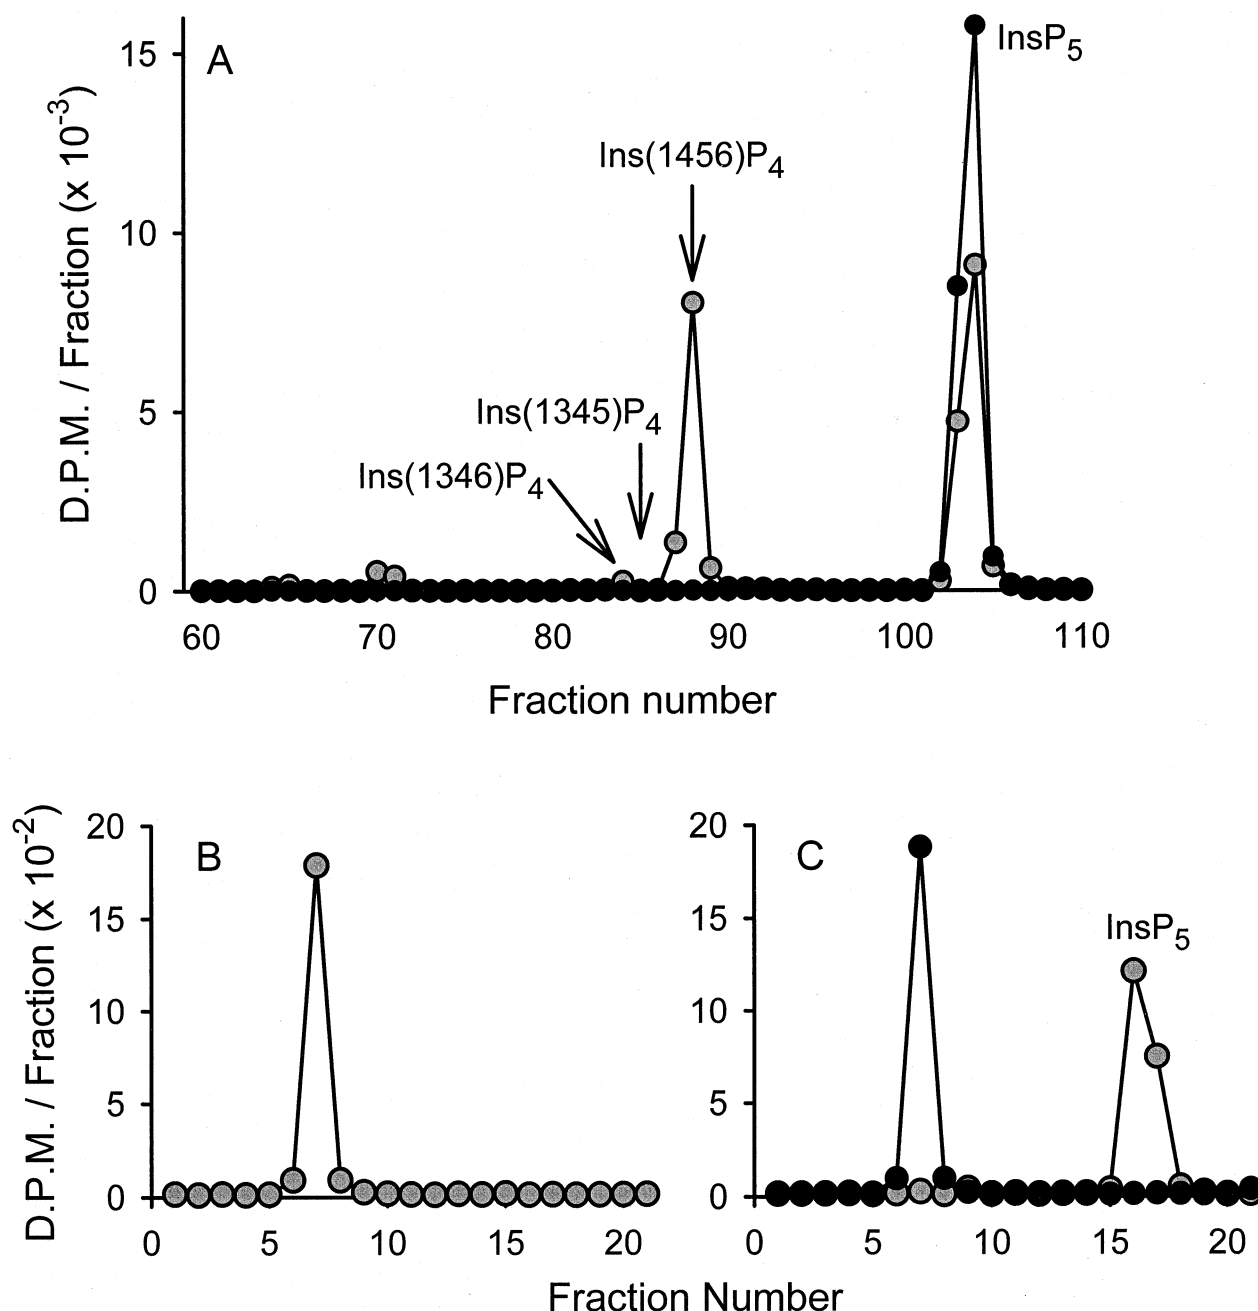 A
InsP5
15
Ins(1456)P4
10
Ins(1345)P4
5
Ins(1346)P4
0
60 70 80 90 100 110
D.P.M. / Fraction (x 10-3)
Fraction number
B
20
15
10
5
0
0 5 10 15 20
D.P.M. / Fraction (x 10-2)
C
20
15
InsP5
10
5
0
0 5 10 15 20
Fraction Number